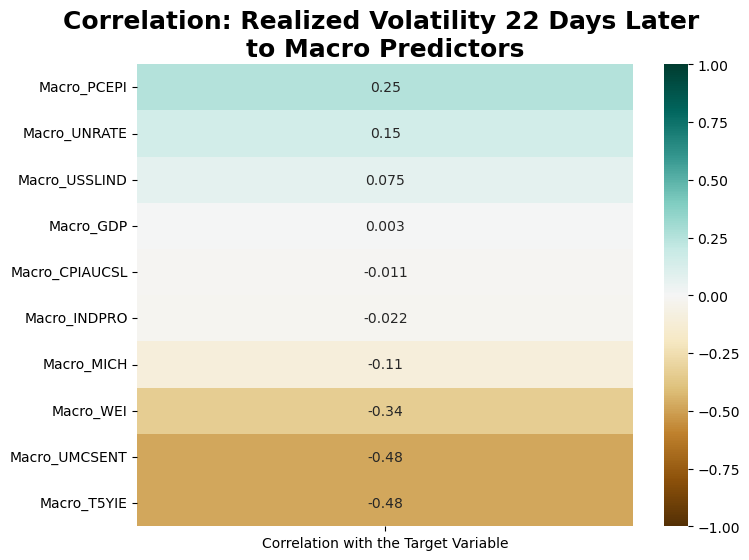 Correlation: Realized Volatility 22 Days Later
to Macro Predictors
Macro_PCEPI
0.25
Macro_UNRATE
0.15
Macro_USSLIND
0.075
Macro_GDP
0.003
Macro_CPIAUCSL
-0.011
Macro_INDPRO
-0.022
Macro_MICH
-0.11
Macro_WEI
-0.34
Macro_UMCSENT
-0.48
Macro_T5YIE
-0.48
Correlation with the Target Variable
1.00
0.75
0.50
0.25
0.00
−0.25
−0.50
−0.75
−1.00